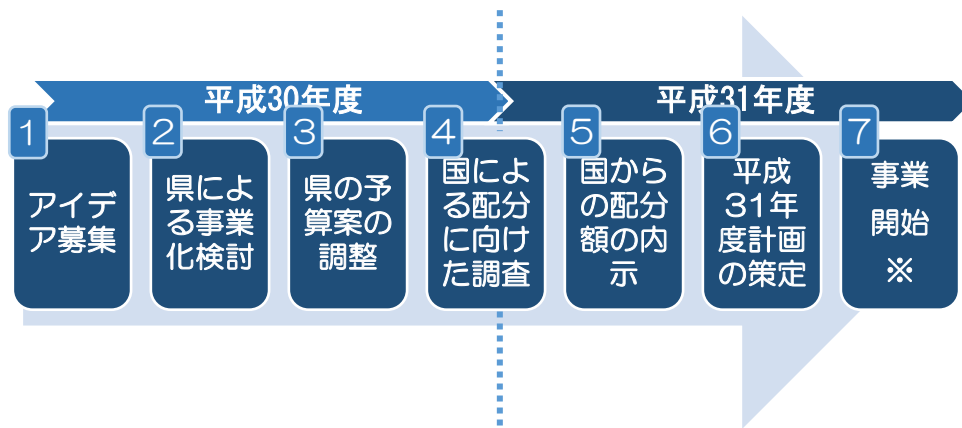 平成30年度
平成31年度
1
アイデ
ア募集
2
県によ
る事業
化検討
3
県の予
算案の
調整
4
国によ
る配分
に向け
た調査
5
国から
の配分
額の内
示
6
平成
31年
度計画
の策定
7
事業
開始
※